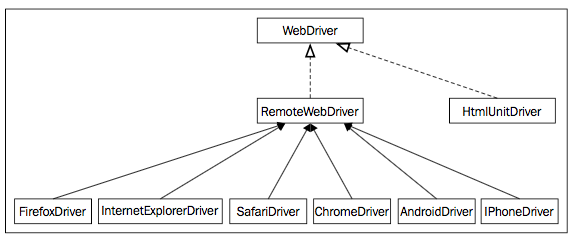 WebDriver
RemoteWebDriver
HtmlUnitDriver
FirefoxDriver
InternetExplorerDriver
SafariDriver
ChromeDriver
AndroidDriver
IPhoneDriver